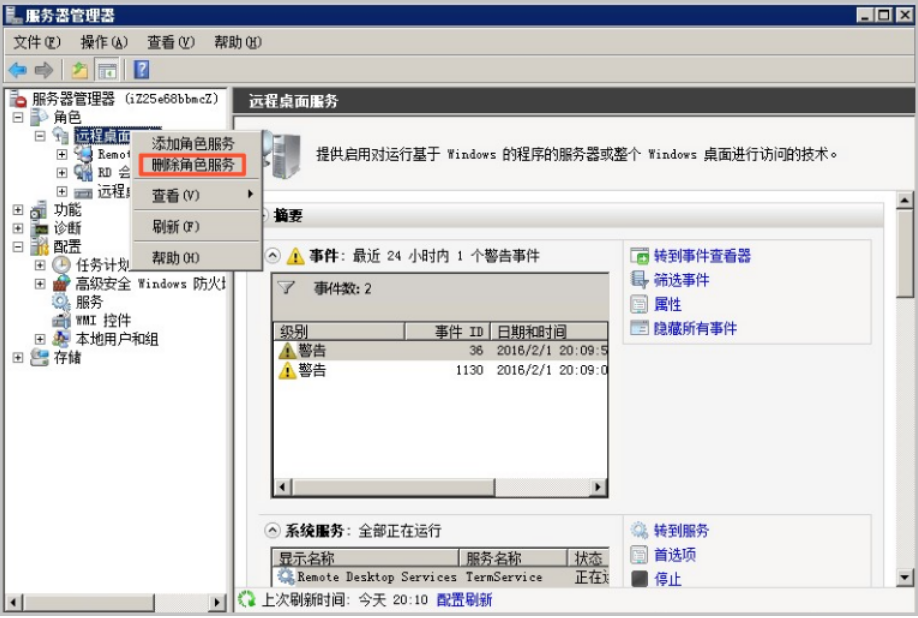 服务器管理器
文件(F) 操作(A) 查看(V) 帮助(H)
服务器管理器 (iZ25e68bbmcZ)
角色
远程桌面
Remot
RD 会
远程
功能
诊断
配置
任务计划
高级安全 Windows 防火
服务
WMI 控件
本地用户和组
存储
添加角色服务
删除角色服务
查看(V)
刷新(F)
帮助(H)
远程桌面服务
提供启用对运行基于 Windows 的程序的服务器或整个 Windows 桌面进行访问的技术。
摘要
事件: 最近 24 小时内 1 个警告事件
事件数: 2
级别 事件 ID 日期和时间
警告 36 2016/2/1 20:09:5
警告 1130 2016/2/1 20:09:0
转到事件查看器
筛选事件
属性
隐藏所有事件
系统服务: 全部正在运行
显示名称 服务名称 状态
Remote Desktop Services TermService 正在
转到服务
首选项
停止
上次刷新时间: 今天 20:10 配置刷新